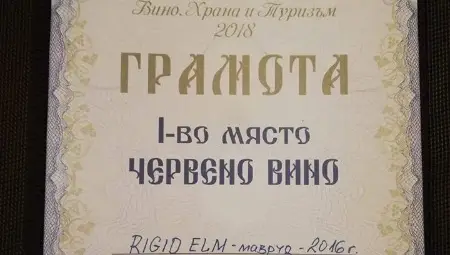 Вино, Храна и Туризъм
2018
ГРАМОТА
I-во място
ЧЕРВЕНО ВИНО
RIGID ELM - мавруд - 2016 г.